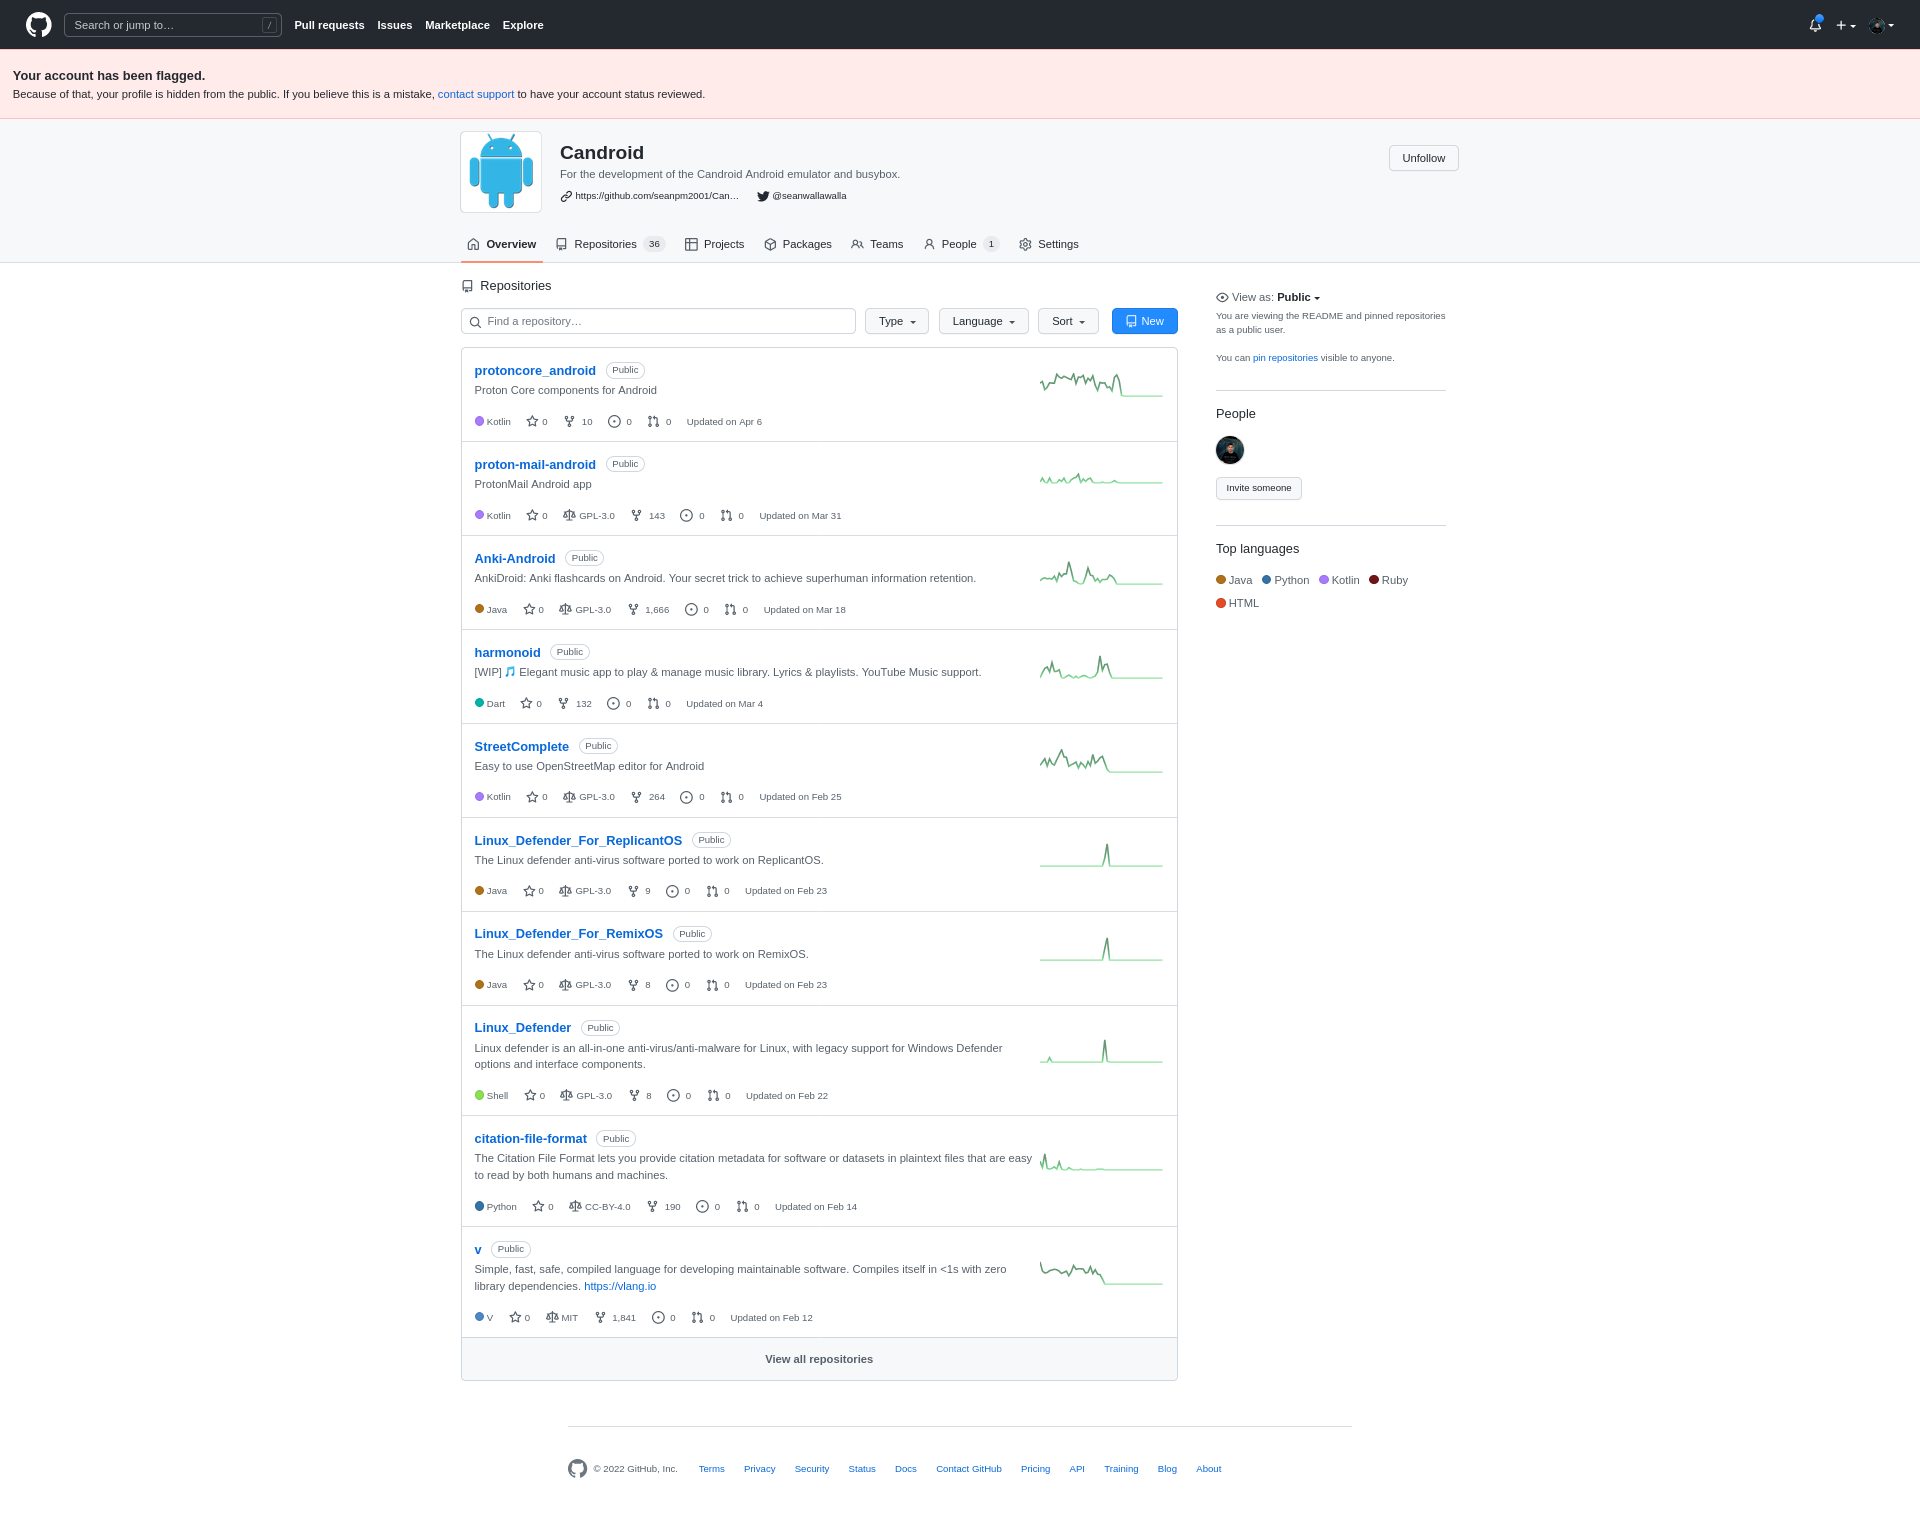 Search or jump to… /
Pull requests Issues Marketplace Explore
Your account has been flagged.
Because of that, your profile is hidden from the public. If you believe this is a mistake, contact support to have your account status reviewed.
Candroid
For the development of the Candroid Android emulator and busybox.
https://github.com/seanpm2001/Can… @seanwallawalla
Unfollow
Overview Repositories 36 Projects Packages Teams People 1 Settings
Repositories
Find a repository… Type Language Sort New
protoncore_android Public
Proton Core components for Android
Kotlin 0 10 0 0 Updated on Apr 6
proton-mail-android Public
ProtonMail Android app
Kotlin 0 GPL-3.0 143 0 0 Updated on Mar 31
Anki-Android Public
AnkiDroid: Anki flashcards on Android. Your secret trick to achieve superhuman information retention.
Java 0 GPL-3.0 1,666 0 0 Updated on Mar 18
harmonoid Public
[WIP] 🎵 Elegant music app to play & manage music library. Lyrics & playlists. YouTube Music support.
Dart 0 132 0 0 Updated on Mar 4
StreetComplete Public
Easy to use OpenStreetMap editor for Android
Kotlin 0 GPL-3.0 264 0 0 Updated on Feb 25
Linux_Defender_For_ReplicantOS Public
The Linux defender anti-virus software ported to work on ReplicantOS.
Java 0 GPL-3.0 9 0 0 Updated on Feb 23
Linux_Defender_For_RemixOS Public
The Linux defender anti-virus software ported to work on RemixOS.
Java 0 GPL-3.0 8 0 0 Updated on Feb 23
Linux_Defender Public
Linux defender is an all-in-one anti-virus/anti-malware for Linux, with legacy support for Windows Defender
options and interface components.
Shell 0 GPL-3.0 8 0 0 Updated on Feb 22
citation-file-format Public
The Citation File Format lets you provide citation metadata for software or datasets in plaintext files that are easy
to read by both humans and machines.
Python 0 CC-BY-4.0 190 0 0 Updated on Feb 14
v Public
Simple, fast, safe, compiled language for developing maintainable software. Compiles itself in <1s with zero
library dependencies. https://vlang.io
V 0 MIT 1,841 0 0 Updated on Feb 12
View all repositories
View as: Public
You are viewing the README and pinned repositories
as a public user.
You can pin repositories visible to anyone.
People
Invite someone
Top languages
Java Python Kotlin Ruby
HTML
© 2022 GitHub, Inc. Terms Privacy Security Status Docs Contact GitHub Pricing API Training Blog About